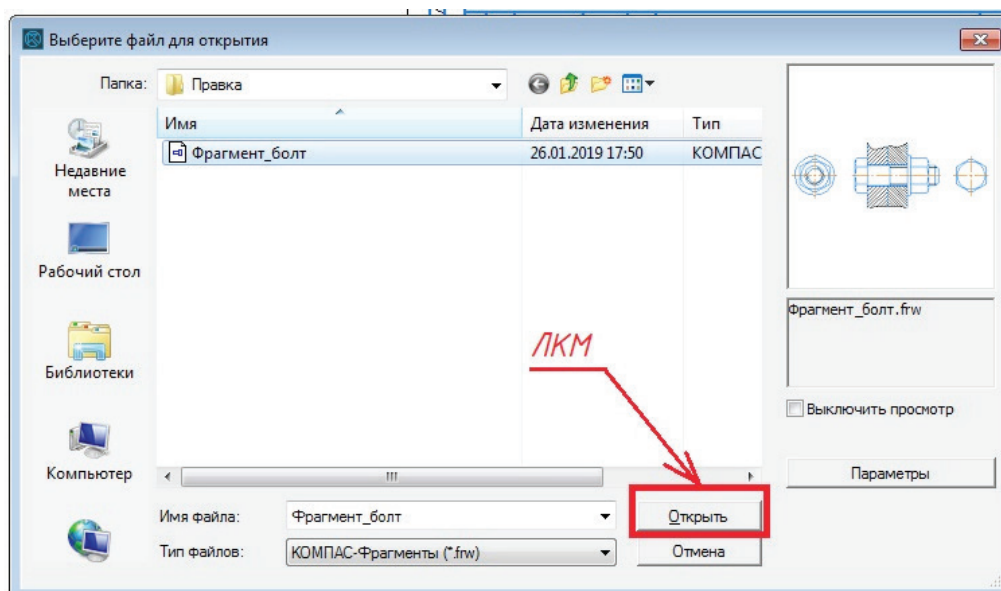 Выберите файл для открытия
Папка: Правка
Имя Дата изменения Тип
Фрагмент_болт 26.01.2019 17:50 КОМПАС
Недавние
места
Рабочий стол
Библиотеки
Компьютер
Фрагмент_болт.frw
ЛКМ
Выключить просмотр
Параметры
Имя файла: Фрагмент_болт Открыть
Тип файлов: КОМПАС-Фрагменты (*.frw) Отмена